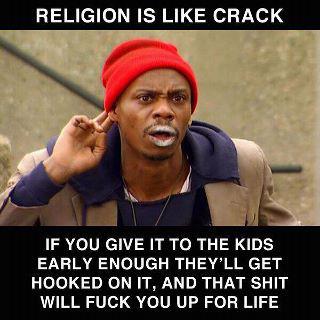 RELIGION IS LIKE CRACK
IF YOU GIVE IT TO THE KIDS
EARLY ENOUGH THEY'LL GET
HOOKED ON IT, AND THAT SHIT
WILL FUCK YOU UP FOR LIFE